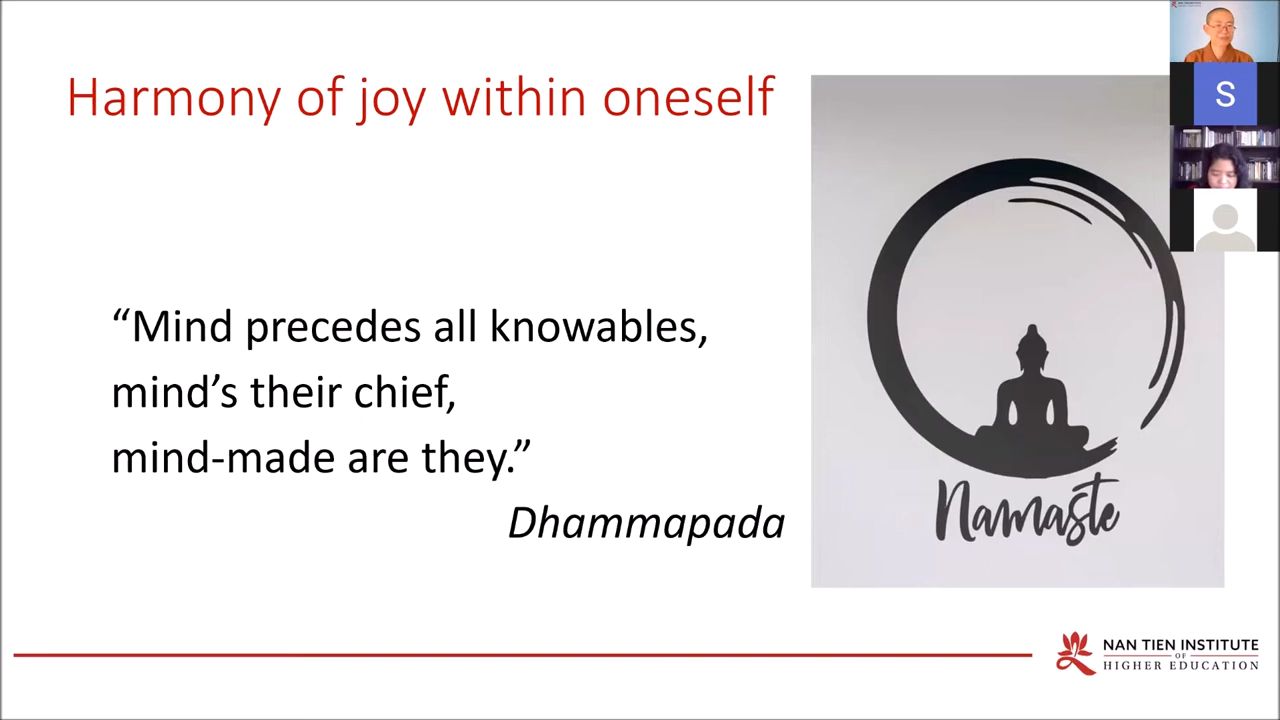 Harmony of joy within oneself
“Mind precedes all knowables,
mind’s their chief,
mind-made are they.”
Dhammapada
Namaste
S
NAN TIEN INSTITUTE
OF
HIGHER EDUCATION